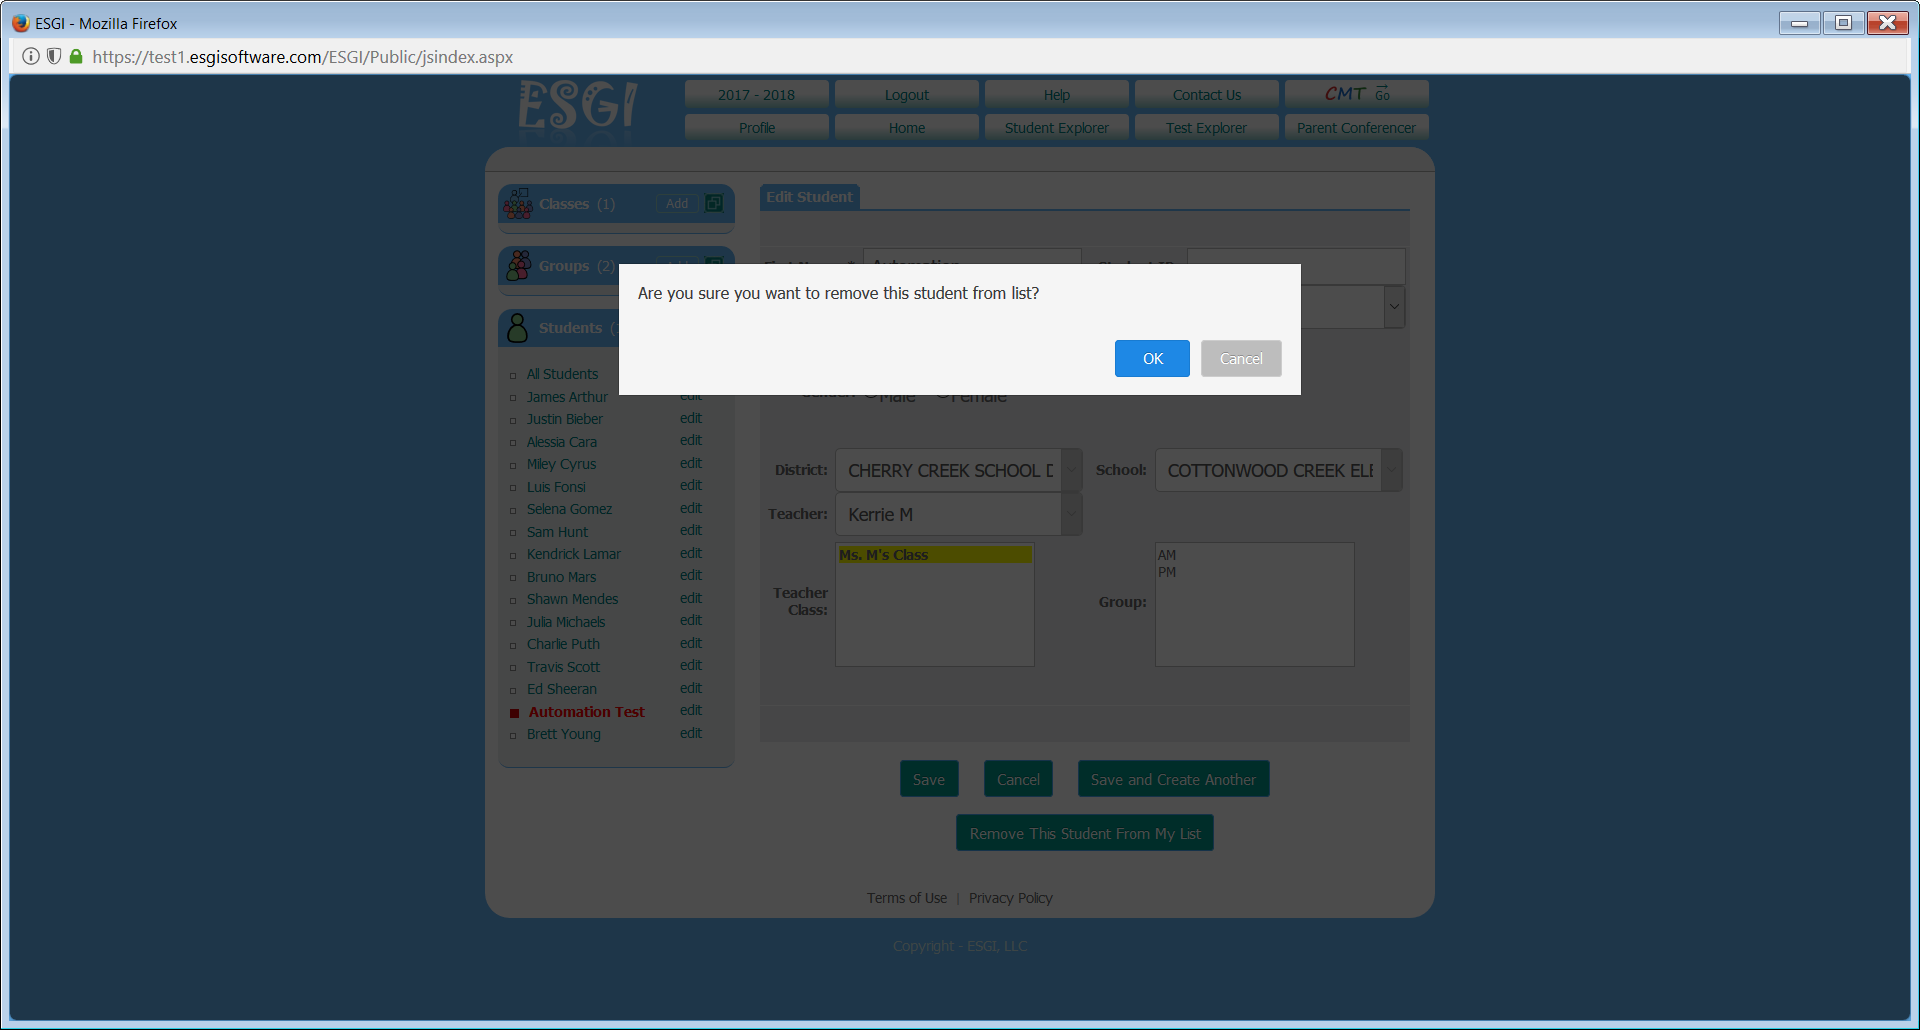 ESGI - Mozilla Firefox
https://test1.esgisoftware.com/ESGI/Public/jsindex.aspx
ESGI
2017 - 2018 Logout Help Contact Us CMT Go
Profile Home Student Explorer Test Explorer Parent Conferencer
Classes (1) Add
Edit Student
Groups (2)
Automation
Are you sure you want to remove this student from list?
Students
OK Cancel
All Students
James Arthur edit
Male Female
Justin Bieber edit
Alessia Cara edit
Miley Cyrus edit
District: CHERRY CREEK SCHOOL D School: COTTONWOOD CREEK ELE
Luis Fonsi edit
Selena Gomez edit
Teacher: Kerrie M
Sam Hunt edit
Kendrick Lamar edit
Ms. M's Class AM
PM
Bruno Mars edit
Teacher
Class:
Group:
Shawn Mendes edit
Julia Michaels edit
Charlie Puth edit
Travis Scott edit
Ed Sheeran edit
Automation Test edit
Brett Young edit
Save Cancel Save and Create Another
Remove This Student From My List
Terms of Use | Privacy Policy
Copyright - ESGI, LLC